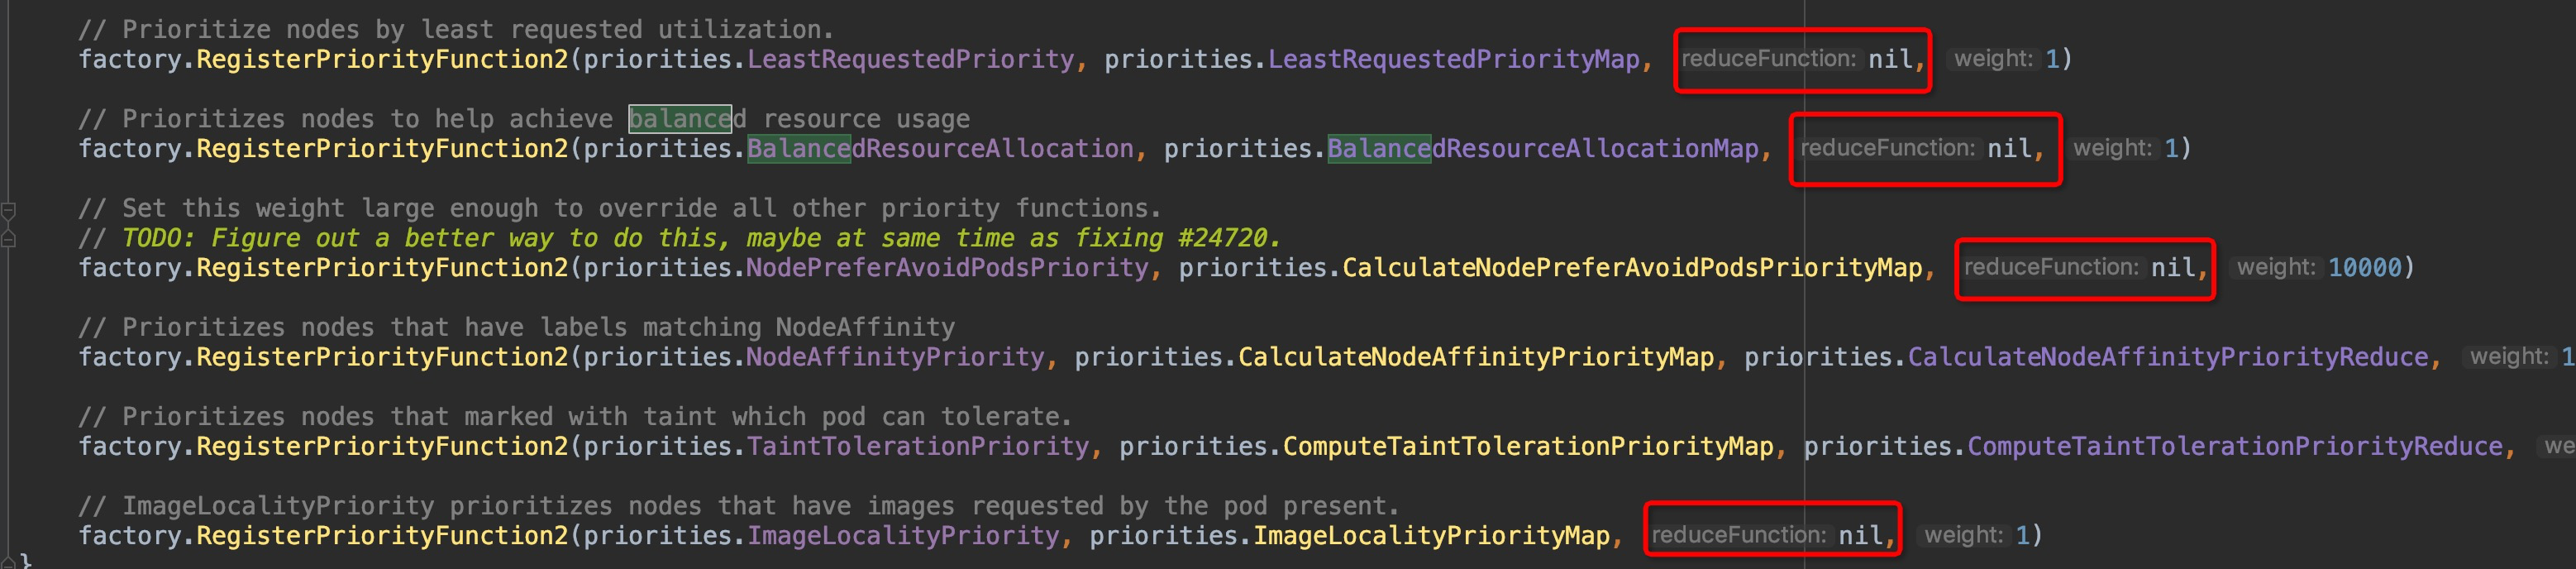 // Prioritize nodes by least requested utilization.
factory.RegisterPriorityFunction2(priorities.LeastRequestedPriority, priorities.LeastRequestedPriorityMap, reduceFunction: nil, weight: 1)
// Prioritizes nodes to help achieve balanced resource usage
factory.RegisterPriorityFunction2(priorities.BalancedResourceAllocation, priorities.BalancedResourceAllocationMap, reduceFunction: nil, weight: 1)
// Set this weight large enough to override all other priority functions.
// TODO: Figure out a better way to do this, maybe at same time as fixing #24720.
factory.RegisterPriorityFunction2(priorities.NodePreferAvoidPodsPriority, priorities.CalculateNodePreferAvoidPodsPriorityMap, reduceFunction: nil, weight: 10000)
// Prioritizes nodes that have labels matching NodeAffinity
factory.RegisterPriorityFunction2(priorities.NodeAffinityPriority, priorities.CalculateNodeAffinityPriorityMap, priorities.CalculateNodeAffinityPriorityReduce, weight: 1
// Prioritizes nodes that marked with taint which pod can tolerate.
factory.RegisterPriorityFunction2(priorities.TaintTolerationPriority, priorities.ComputeTaintTolerationPriorityMap, priorities.ComputeTaintTolerationPriorityReduce, we
// ImageLocalityPriority prioritizes nodes that have images requested by the pod present.
factory.RegisterPriorityFunction2(priorities.ImageLocalityPriority, priorities.ImageLocalityPriorityMap, reduceFunction: nil, weight: 1)
}